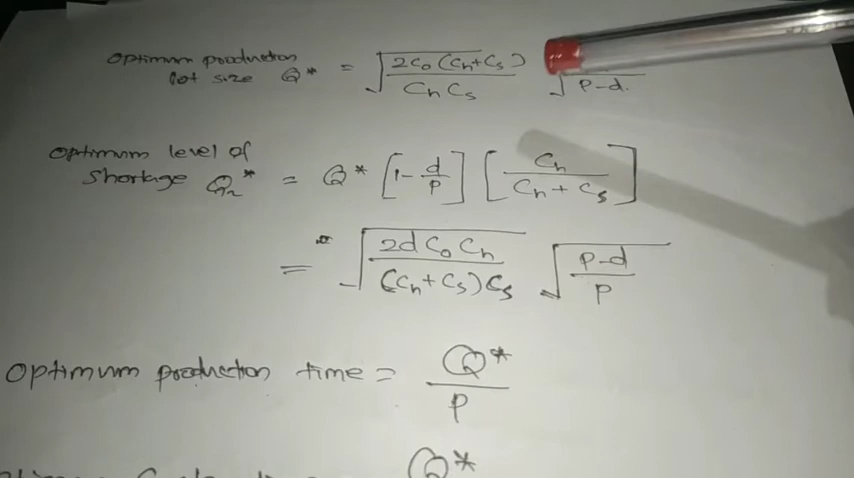 Optimum production lot size Q* = √(2C₀(Cₕ+Cₛ) / CₕCₛ) √( / P-d.)
Optimum level of Shortage Q₂* = Q* [1-d/P] [Cₕ / Cₕ+Cₛ]
= √(2dC₀Cₕ / (Cₕ+Cₛ)Cₛ) √(P-d / P)
Optimum production time = Q* / P
Q*